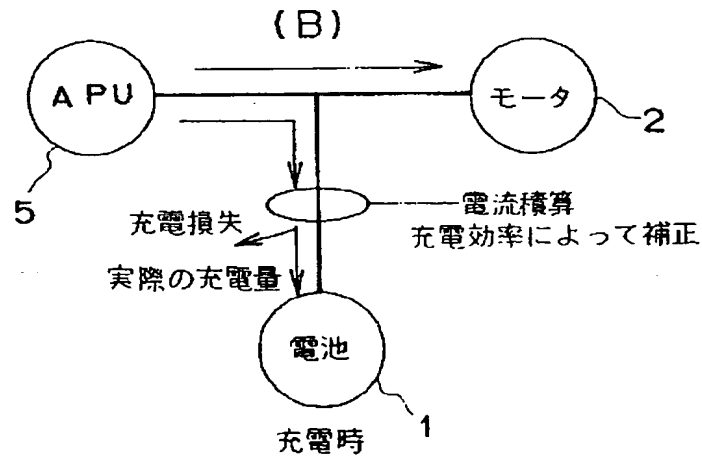 (B)
APU
モータ
2
5
電流積算
充電効率によって補正
充電損失
実際の充電量
電池
1
充電時